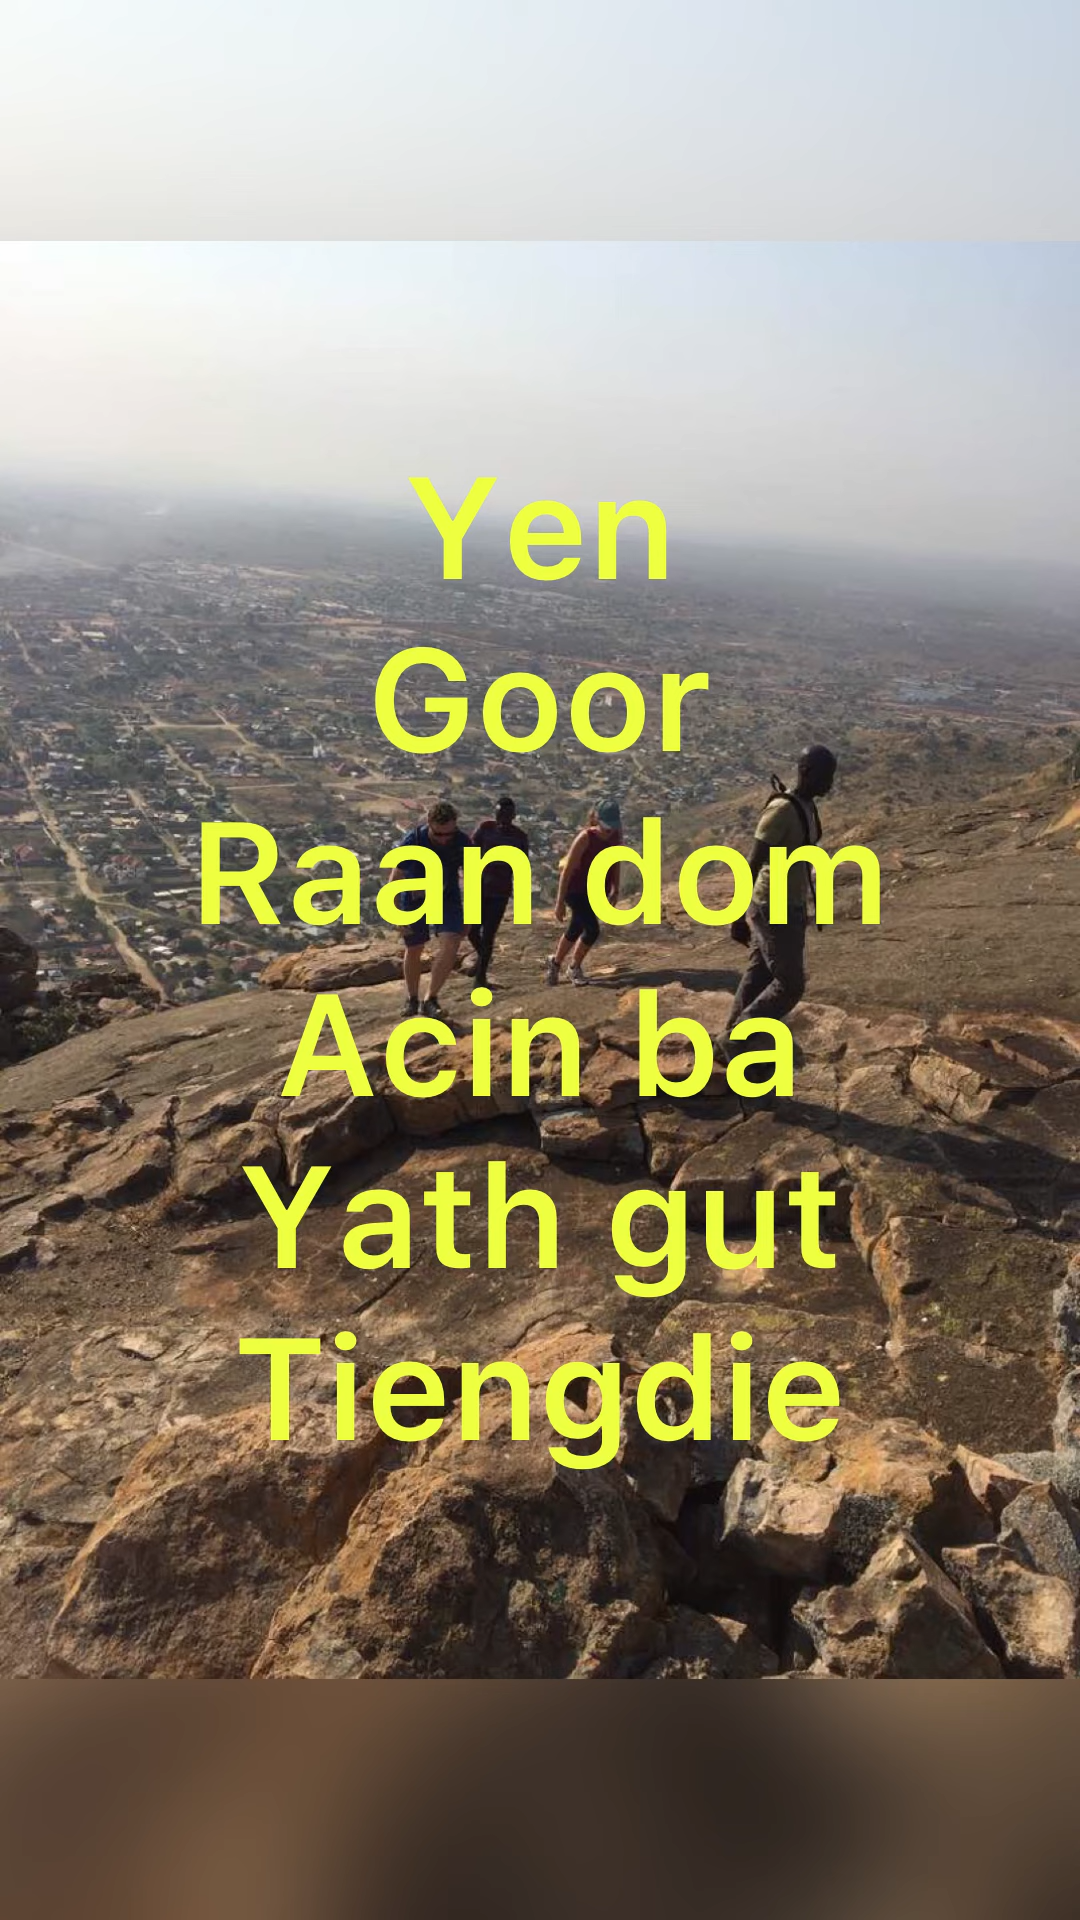 Yen
Goor
Raan dom
Acin ba
Yath gut
Tiengdie